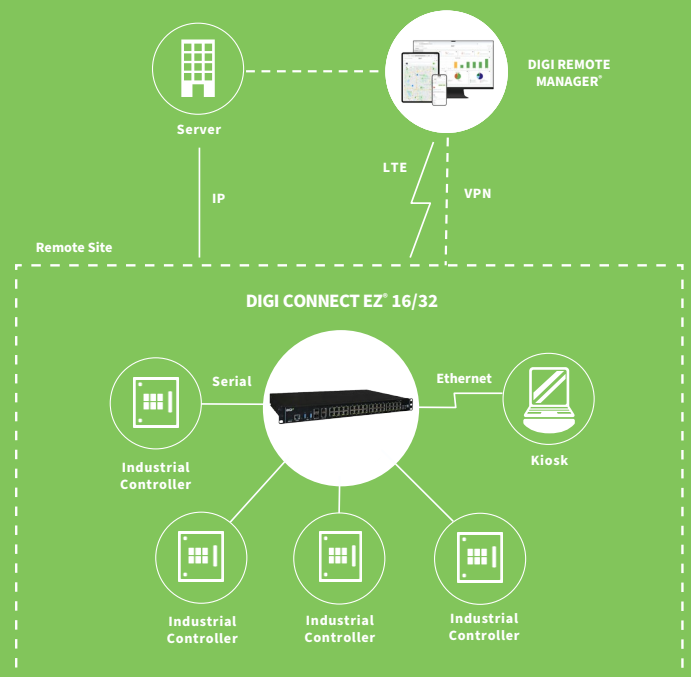 DIGI REMOTE
MANAGER®
Server
LTE
VPN
IP
Remote Site
DIGI CONNECT EZ® 16/32
Serial
Ethernet
Industrial
Controller
Kiosk
Industrial
Controller
Industrial
Controller
Industrial
Controller